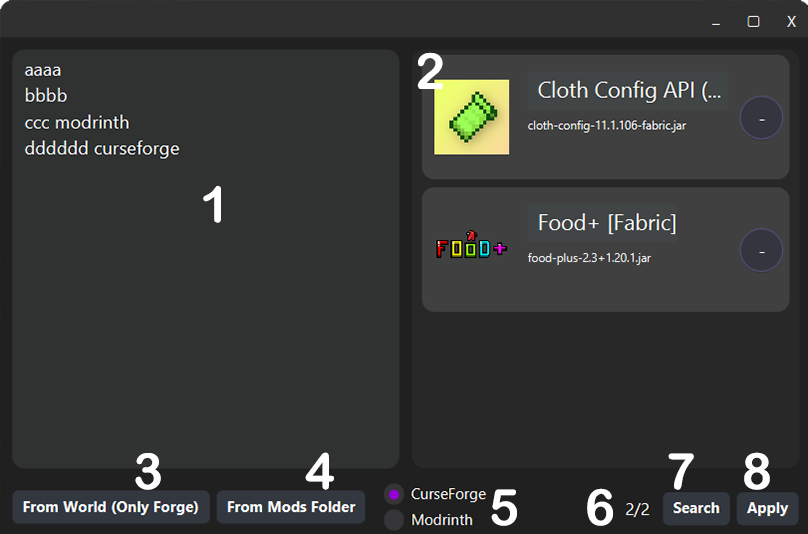 _ □ X
aaaa
bbbb
ccc modrinth
dddddd curseforge
1
2
Cloth Config API (...
cloth-config-11.1.106-fabric.jar
-
FOOD+
Food+ [Fabric]
food-plus-2.3+1.20.1.jar
-
3
From World (Only Forge)
4
From Mods Folder
CurseForge
Modrinth
5
6
2/2
7
Search
8
Apply